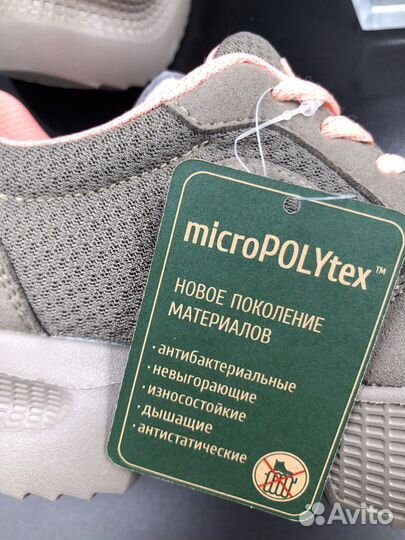 microPOLYtex™
НОВОЕ ПОКОЛЕНИЕ
МАТЕРИАЛОВ
· антибактериальные
· невыгорающие
· износостойкие
· дышащие
· антистатические
Avito